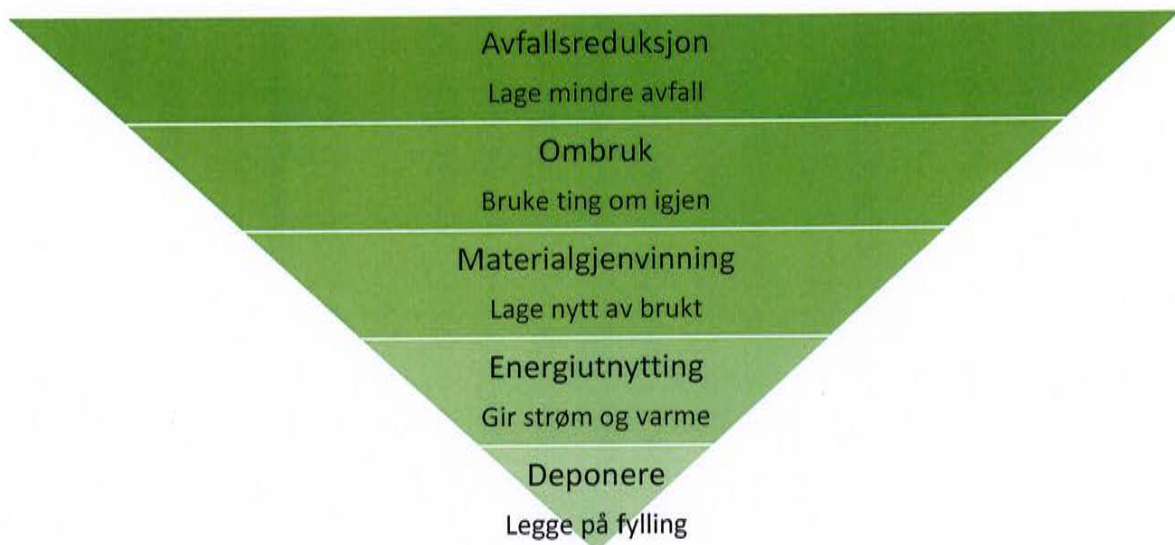 Avfallsreduksjon
Lage mindre avfall
Ombruk
Bruke ting om igjen
Materialgjenvinning
Lage nytt av brukt
Energiutnytting
Gir strøm og varme
Deponere
Legge på fylling